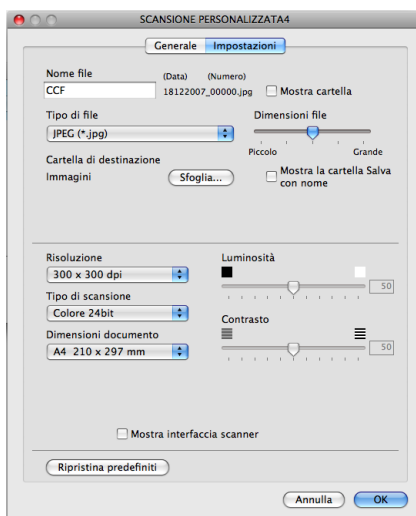 SCANSIONE PERSONALIZZATA4
Generale Impostazioni
Nome file (Data) (Numero)
CCF 18122007_00000.jpg Mostra cartella
Tipo di file Dimensioni file
JPEG (*.jpg)
Piccolo Grande
Cartella di destinazione
Immagini Sfoglia... Mostra la cartella Salva con nome
Risoluzione Luminosità
300 x 300 dpi 50
Tipo di scansione
Colore 24bit Contrasto
Dimensioni documento
A4 210 x 297 mm 50
Mostra interfaccia scanner
Ripristina predefiniti
Annulla OK